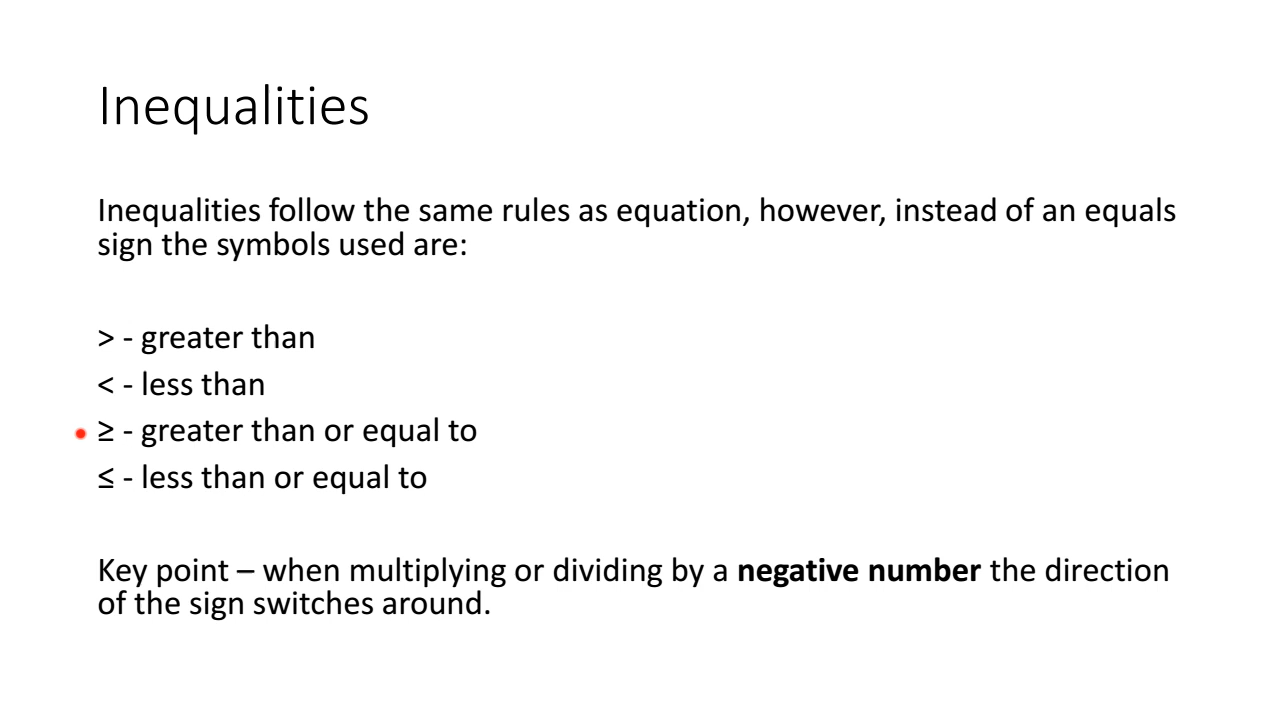 Inequalities
Inequalities follow the same rules as equation, however, instead of an equals
sign the symbols used are:
> - greater than
< - less than
≥ - greater than or equal to
≤ - less than or equal to
Key point – when multiplying or dividing by a negative number the direction
of the sign switches around.